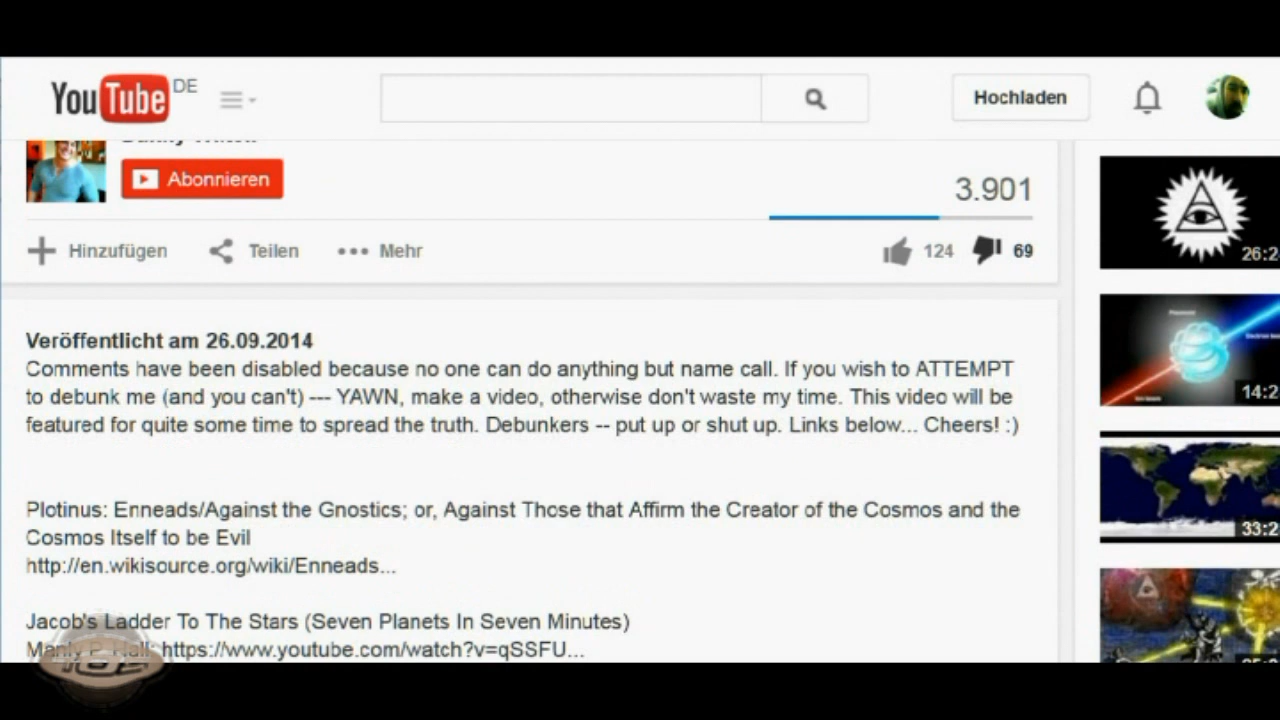 YouTube DE
Hochladen
Abonnieren
3.901
Hinzufügen Teilen Mehr
124 69
Veröffentlicht am 26.09.2014
Comments have been disabled because no one can do anything but name call. If you wish to ATTEMPT
to debunk me (and you can't) --- YAWN, make a video, otherwise don't waste my time. This video will be
featured for quite some time to spread the truth. Debunkers -- put up or shut up. Links below... Cheers! :)
Plotinus: Enneads/Against the Gnostics; or, Against Those that Affirm the Creator of the Cosmos and the
Cosmos Itself to be Evil
http://en.wikisource.org/wiki/Enneads...
Jacob's Ladder To The Stars (Seven Planets In Seven Minutes)
Manly P. Hall: https://www.youtube.com/watch?v=qSSFU...
26:2
14:2
33:2